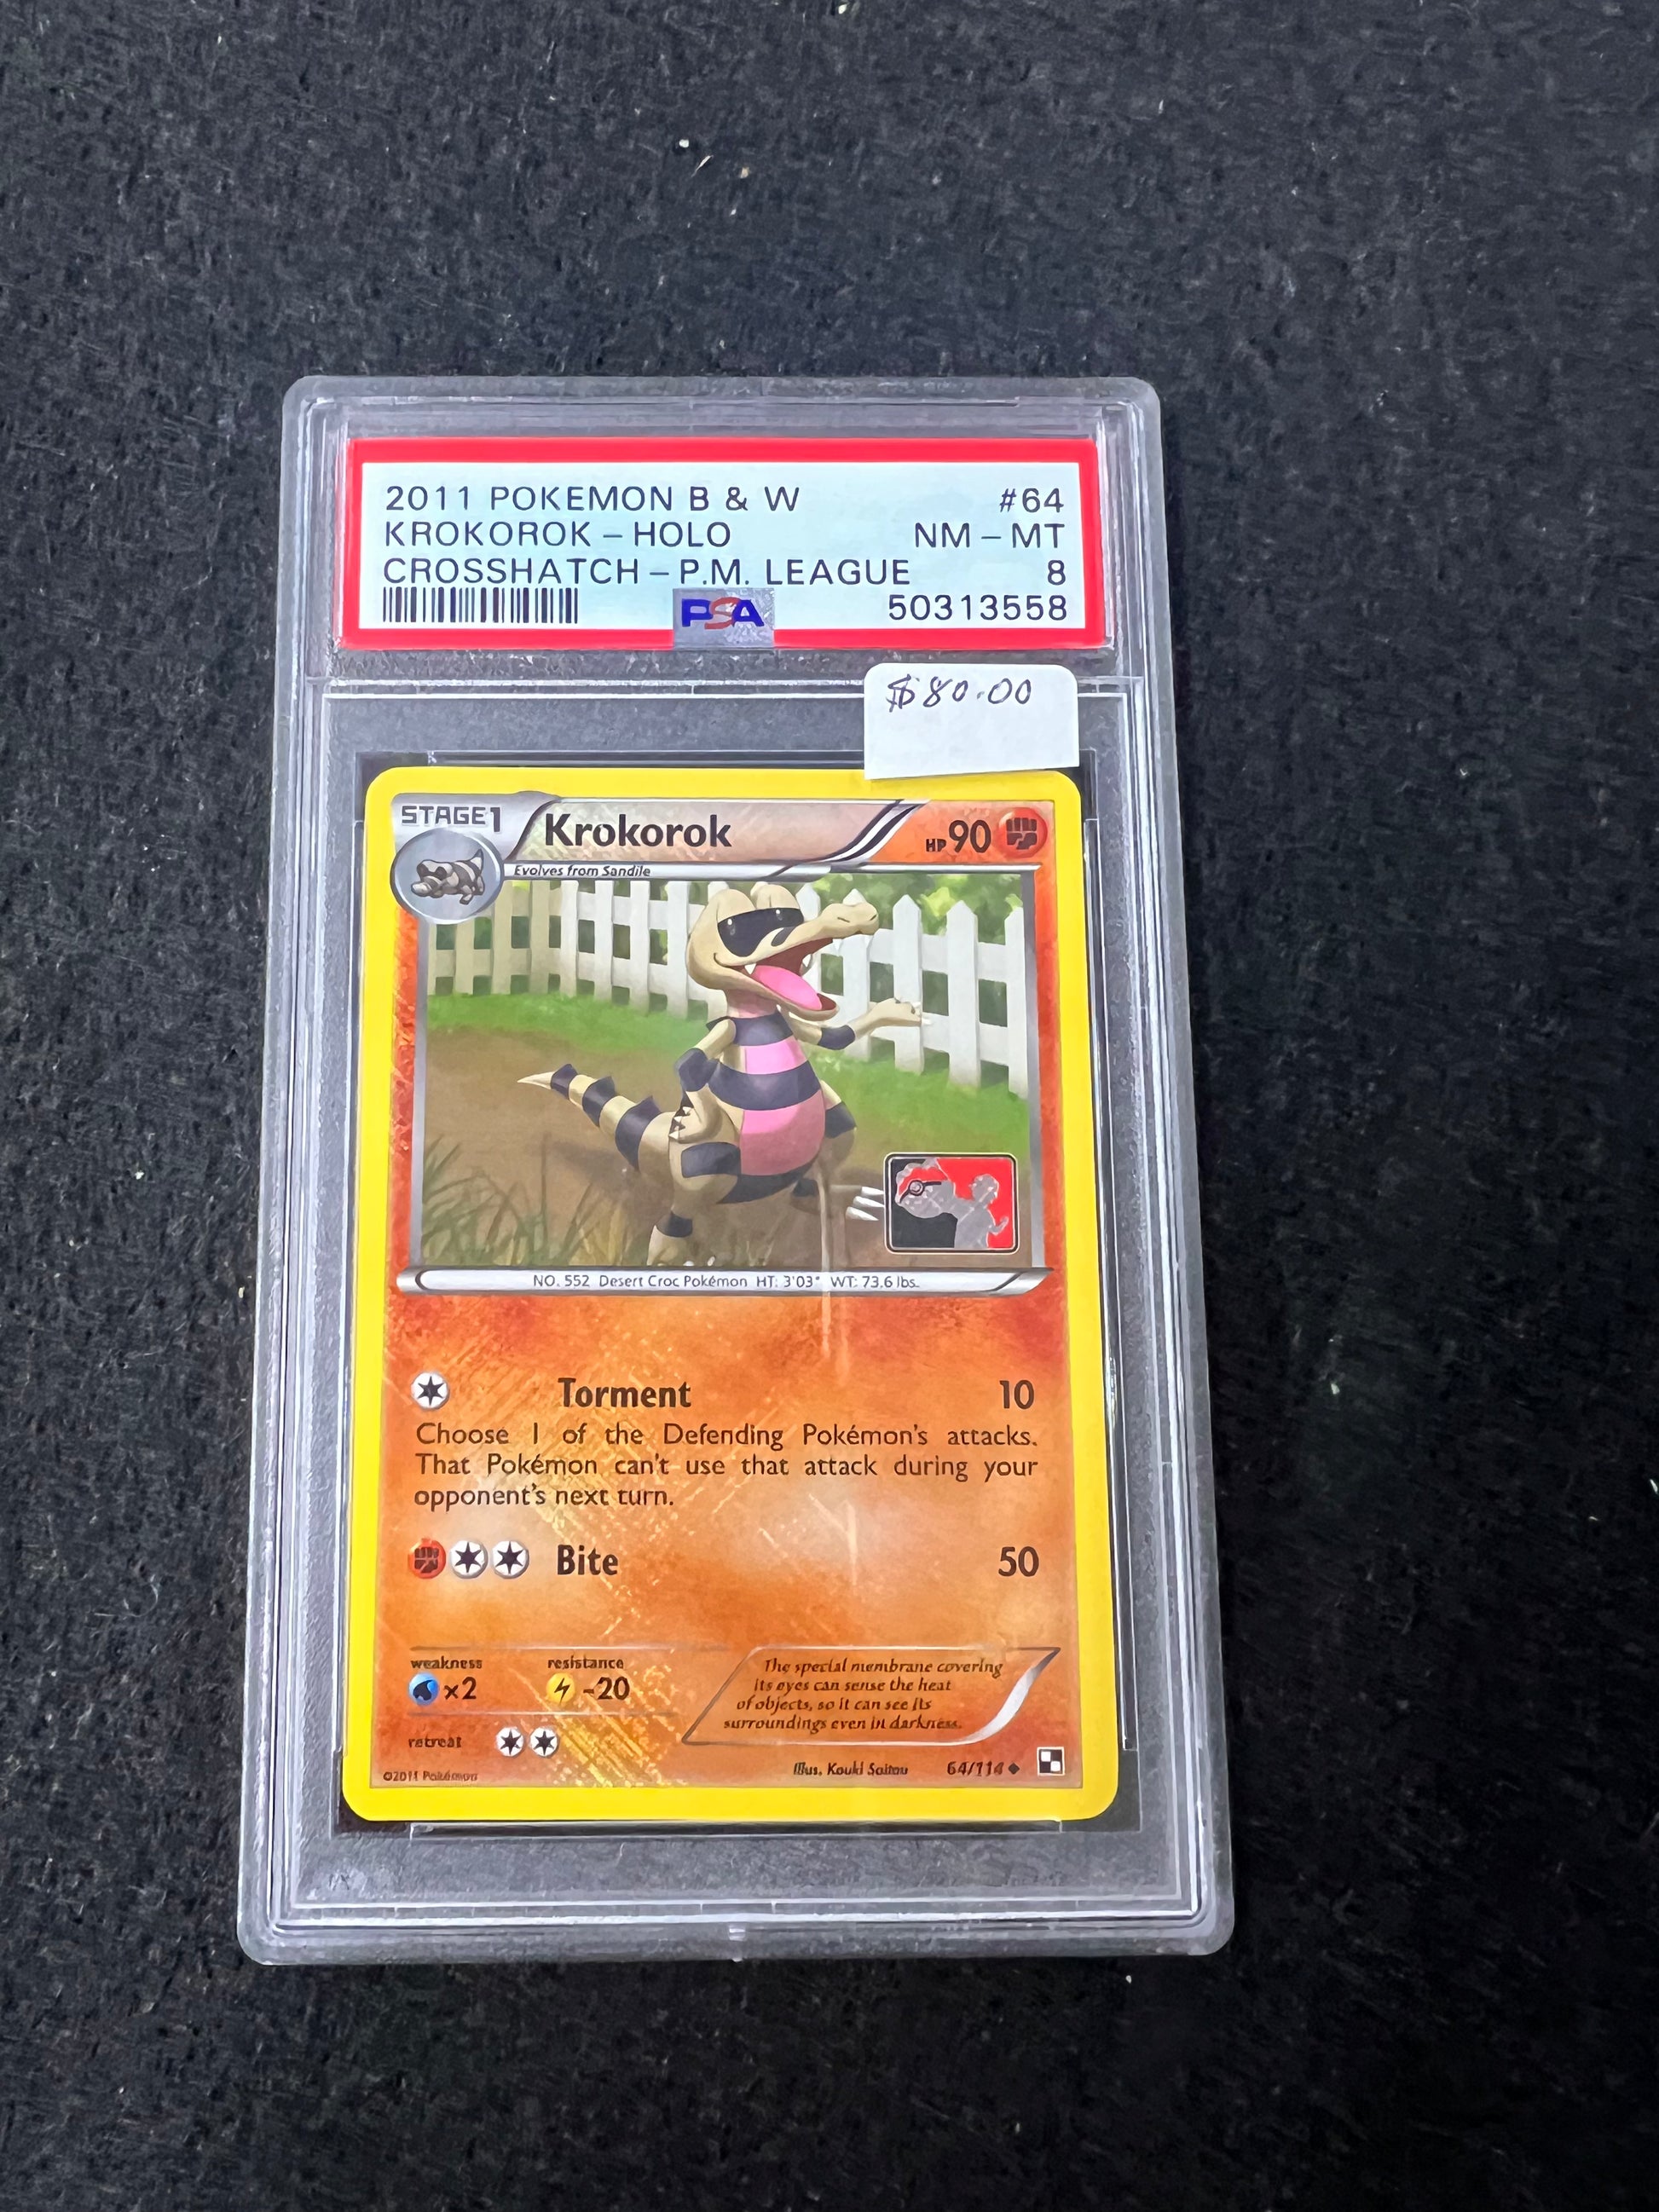 2011 POKEMON B & W #64
KROKOROK - HOLO NM - MT
CROSSHATCH - P.M. LEAGUE 8
PSA 50313558
$80.00
STAGE1 Krokorok HP90
Evolves from Sandile
NO. 552 Desert Croc Pokémon HT: 3'03" WT: 73.6 lbs.
Torment 10
Choose 1 of the Defending Pokémon's attacks.
That Pokémon can't use that attack during your
opponent's next turn.
Bite 50
weakness resistance
×2 -20
The special membrane covering
its eyes can sense the heat
of objects, so it can see its
surroundings even in darkness.
retreat
©2011 Pokémon Illus. Kouki Saitou 64/114